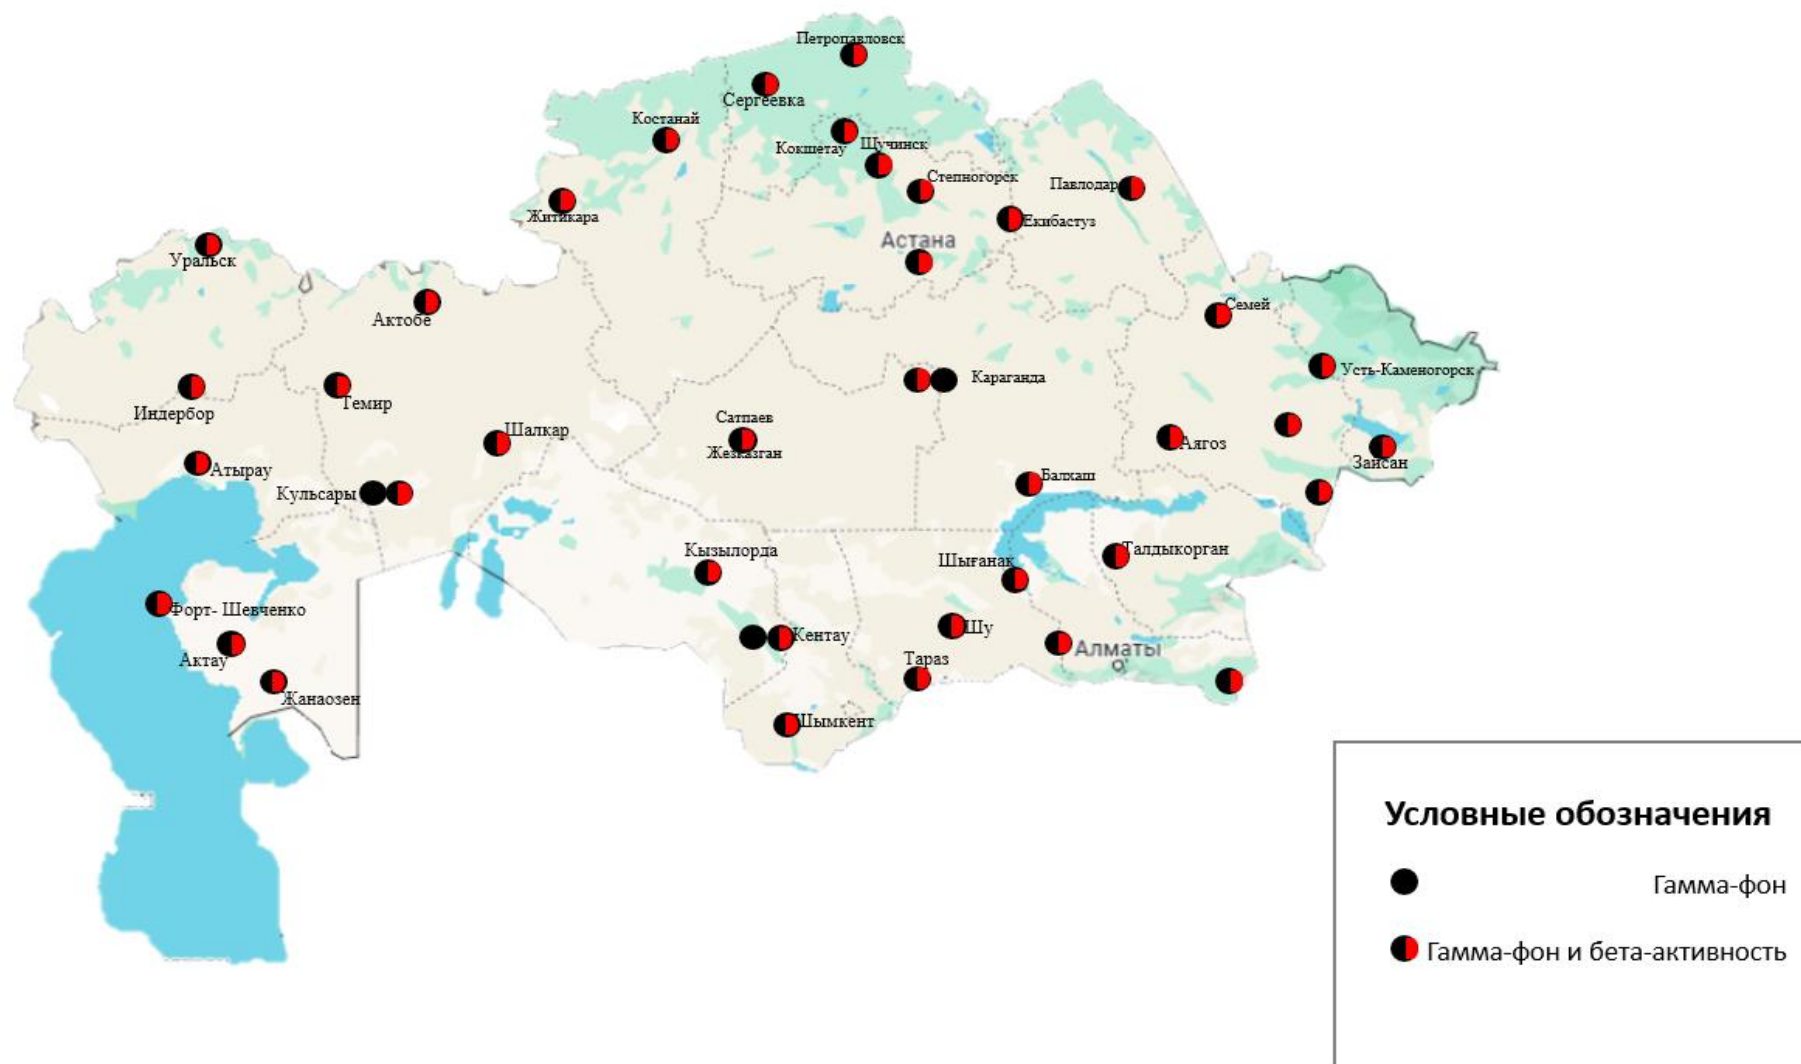 Петропавловск
Сергеевка
Костанай
Кокшетау
Щучинск
Степногорск
Павлодар
Житикара
Екибастуз
Астана
Уральск
Актобе
Семей
Усть-Каменогорск
Караганда
Индербор
Темир
Сатпаев
Шалкар
Аягоз
Жезказган
Зайсан
Атырау
Балхаш
Кульсары
Кызылорда
Талдыкорган
Шығанак
Форт- Шевченко
Шу
Кентау
Алматы
Актау
Тараз
Жанаозен
Шымкент
Условные обозначения
Гамма-фон
Гамма-фон и бета-активность